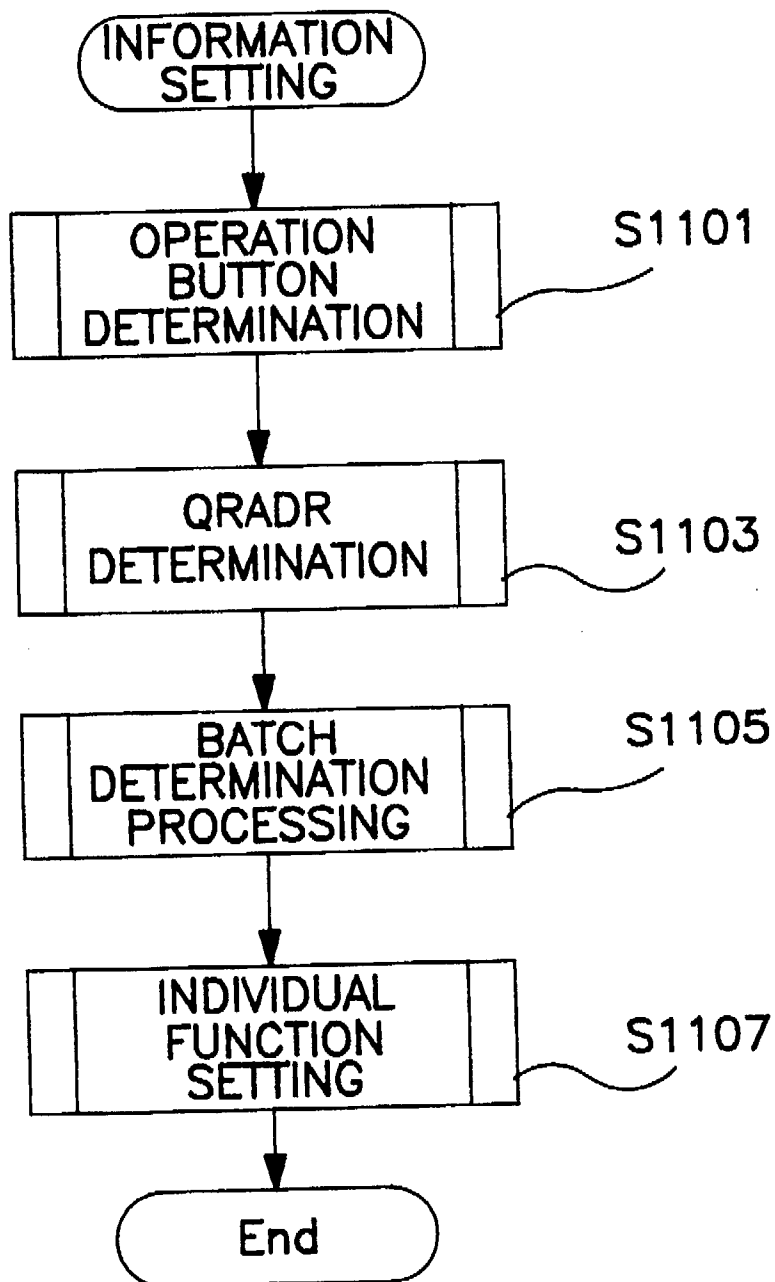 INFORMATION
SETTING
OPERATION
BUTTON
DETERMINATION
S1101
QRADR
DETERMINATION
S1103
BATCH
DETERMINATION
PROCESSING
S1105
INDIVIDUAL
FUNCTION
SETTING
S1107
End